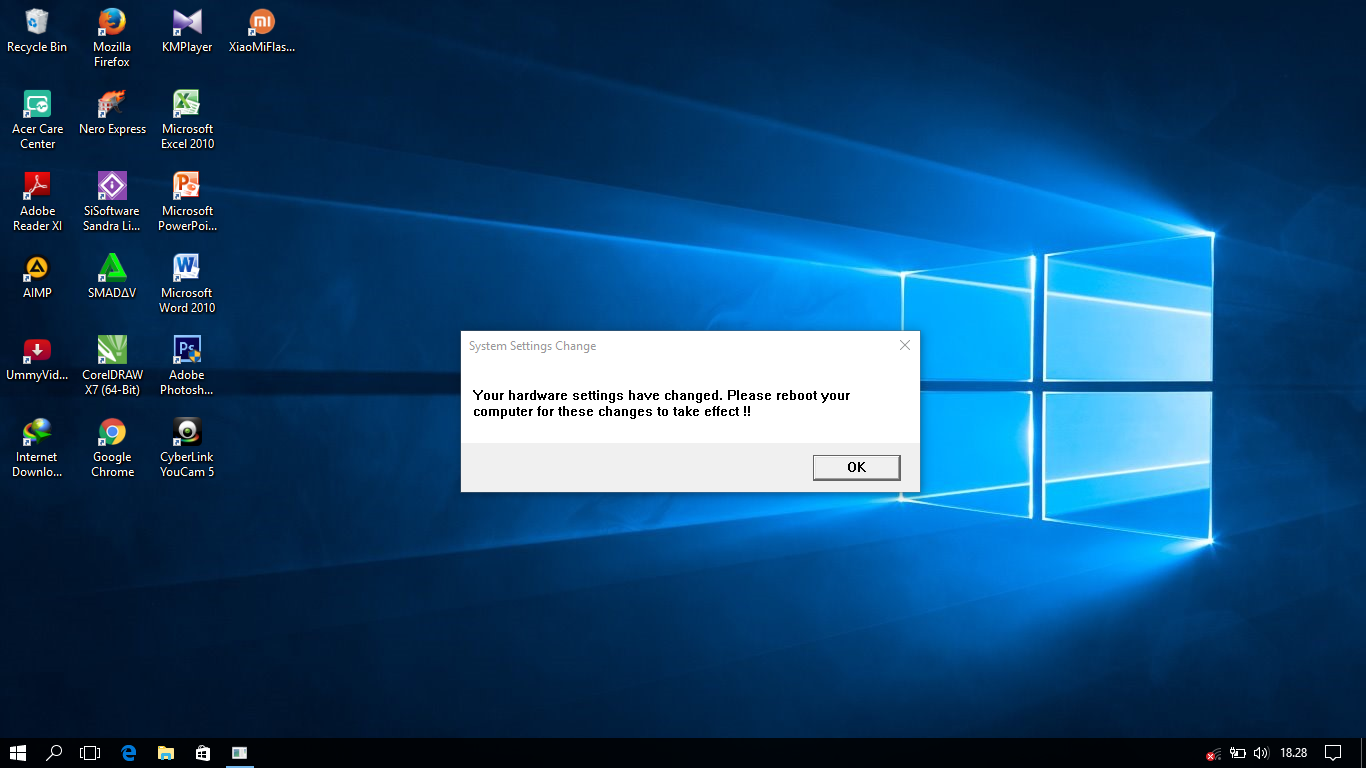 Recycle Bin
Mozilla
Firefox
KMPlayer
XiaoMiFlas...
Acer Care
Center
Nero Express
Microsoft
Excel 2010
Adobe
Reader XI
SiSoftware
Sandra Li...
Microsoft
PowerPoi...
AIMP
SMAD∆V
Microsoft
Word 2010
UmmyVid...
CorelDRAW
X7 (64-Bit)
Adobe
Photosh...
Internet
Downlo...
Google
Chrome
CyberLink
YouCam 5
System Settings Change
Your hardware settings have changed. Please reboot your
computer for these changes to take effect !!
OK
18.28